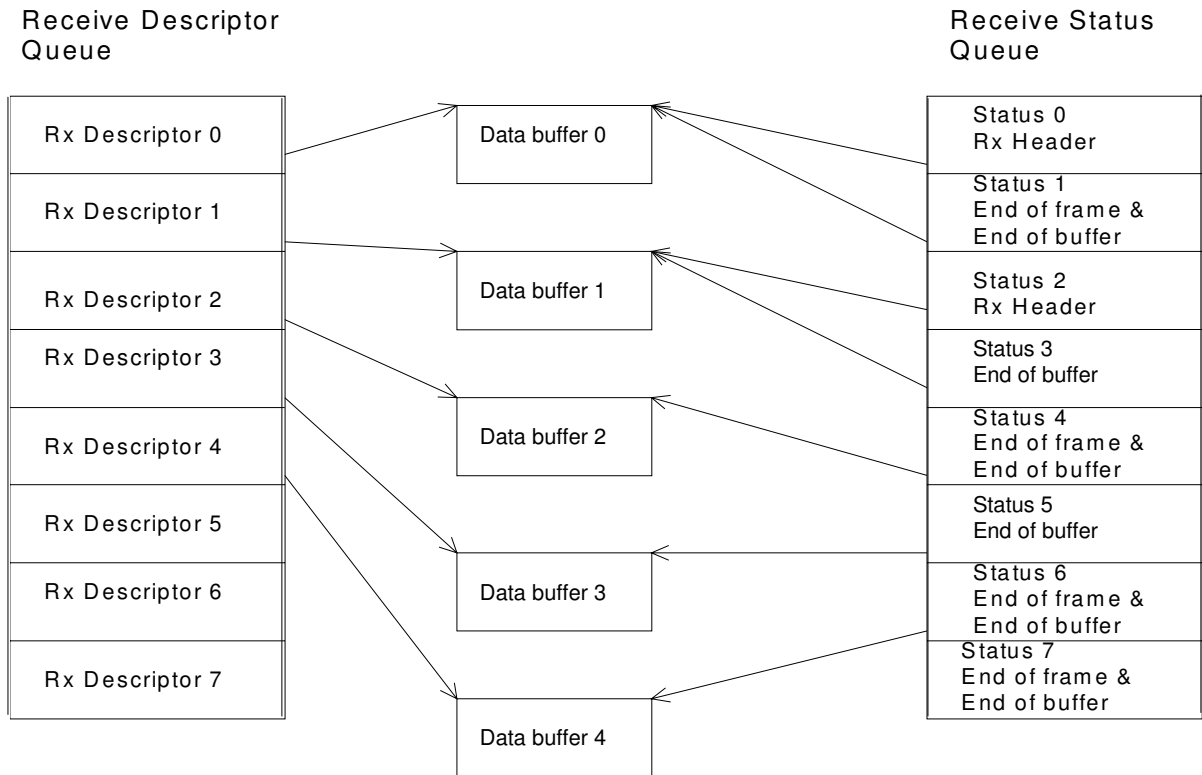 Receive Descriptor
Queue
Rx Descriptor 0
Rx Descriptor 1
Rx Descriptor 2
Rx Descriptor 3
Rx Descriptor 4
Rx Descriptor 5
Rx Descriptor 6
Rx Descriptor 7
Data buffer 0
Data buffer 1
Data buffer 2
Data buffer 3
Data buffer 4
Receive Status
Queue
Status 0
Rx Header
Status 1
End of frame &
End of buffer
Status 2
Rx Header
Status 3
End of buffer
Status 4
End of frame &
End of buffer
Status 5
End of buffer
Status 6
End of frame &
End of buffer
Status 7
End of frame &
End of buffer